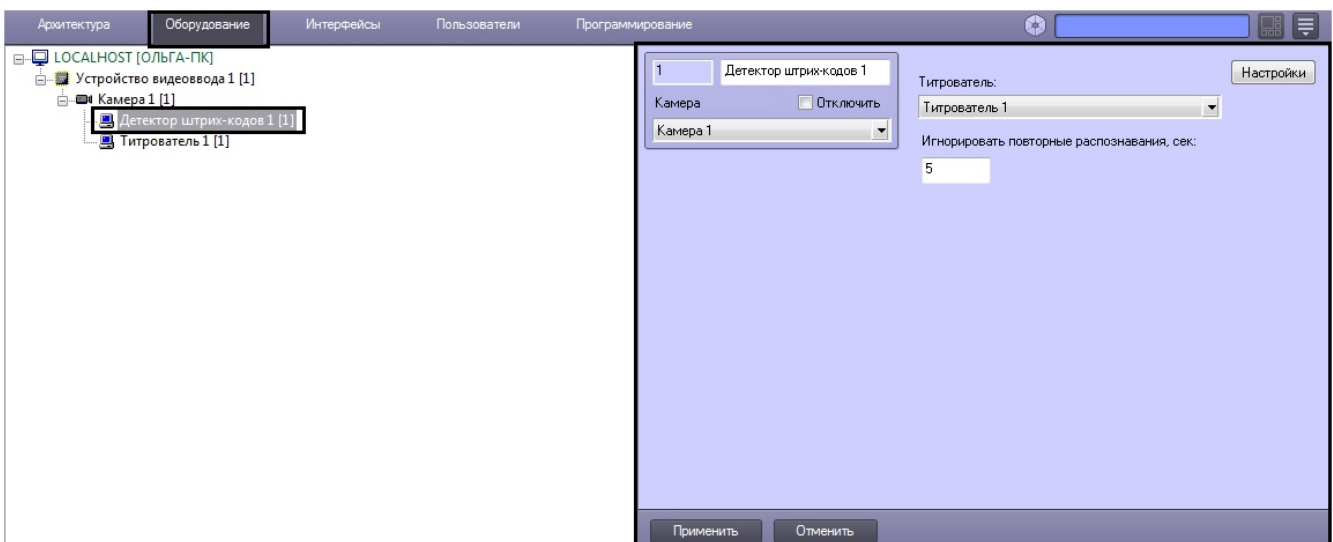 Архитектура Оборудование Интерфейсы Пользователи Программирование
LOCALHOST [ОЛЬГА-ПК]
Устройство видеоввода 1 [1]
Камера 1 [1]
Детектор штрих-кодов 1 [1]
Титрователь 1 [1]
1 Детектор штрих-кодов 1
Камера Отключить
Камера 1
Титрователь:
Настройки
Титрователь 1
Игнорировать повторные распознавания, сек:
5
Применить Отменить